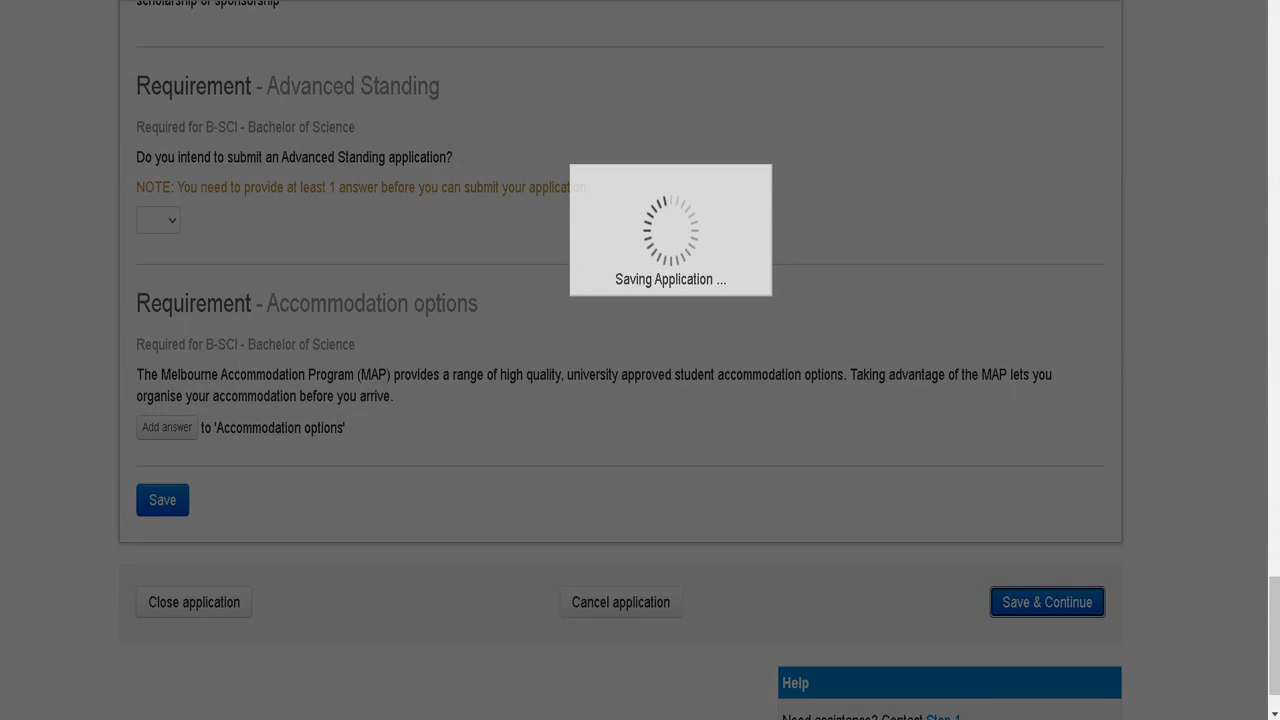 scholarship or sponsorship
Requirement - Advanced Standing
Required for B-SCI - Bachelor of Science
Do you intend to submit an Advanced Standing application?
NOTE: You need to provide at least 1 answer before you can submit your application.
Saving Application ...
Requirement - Accommodation options
Required for B-SCI - Bachelor of Science
The Melbourne Accommodation Program (MAP) provides a range of high quality, university approved student accommodation options. Taking advantage of the MAP lets you
organise your accommodation before you arrive.
Add answer to 'Accommodation options'
Save
Close application Cancel application Save & Continue
Help
Need assistance? Contact Stop 1